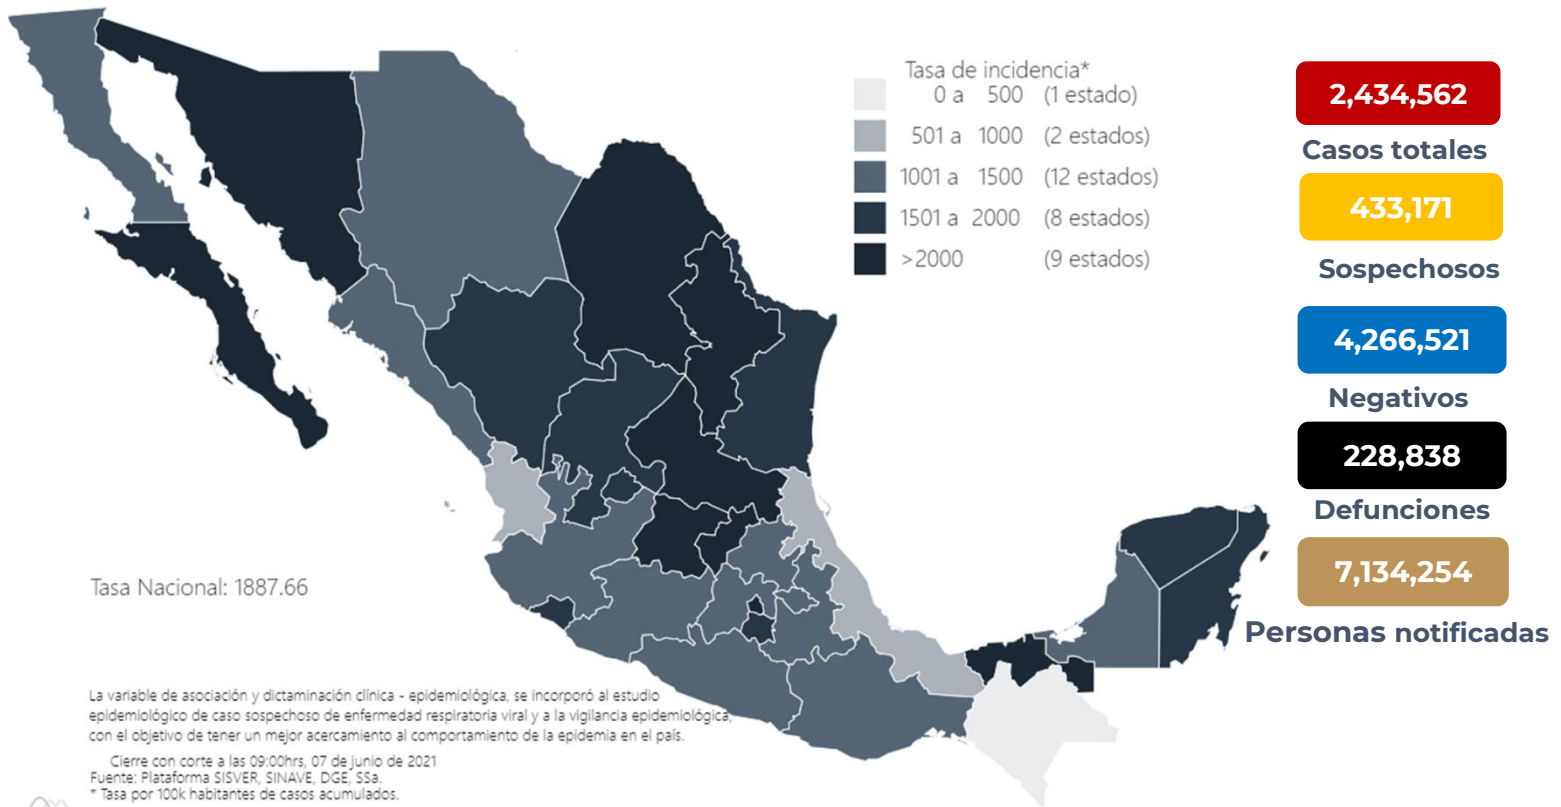 Tasa de incidencia*
0 a 500 (1 estado)
501 a 1000 (2 estados)
1001 a 1500 (12 estados)
1501 a 2000 (8 estados)
>2000 (9 estados)
2,434,562
Casos totales
433,171
Sospechosos
4,266,521
Negativos
228,838
Defunciones
7,134,254
Personas notificadas
Tasa Nacional: 1887.66
La variable de asociación y dictaminación clínica - epidemiológica, se incorporó al estudio
epidemiológico de caso sospechoso de enfermedad respiratoria viral y a la vigilancia epidemiológica,
con el objetivo de tener un mejor acercamiento al comportamiento de la epidemia en el país.
Cierre con corte a las 09:00hrs, 07 de junio de 2021
Fuente: Plataforma SISVER, SINAVE, DGE, SSa.
* Tasa por 100k habitantes de casos acumulados.